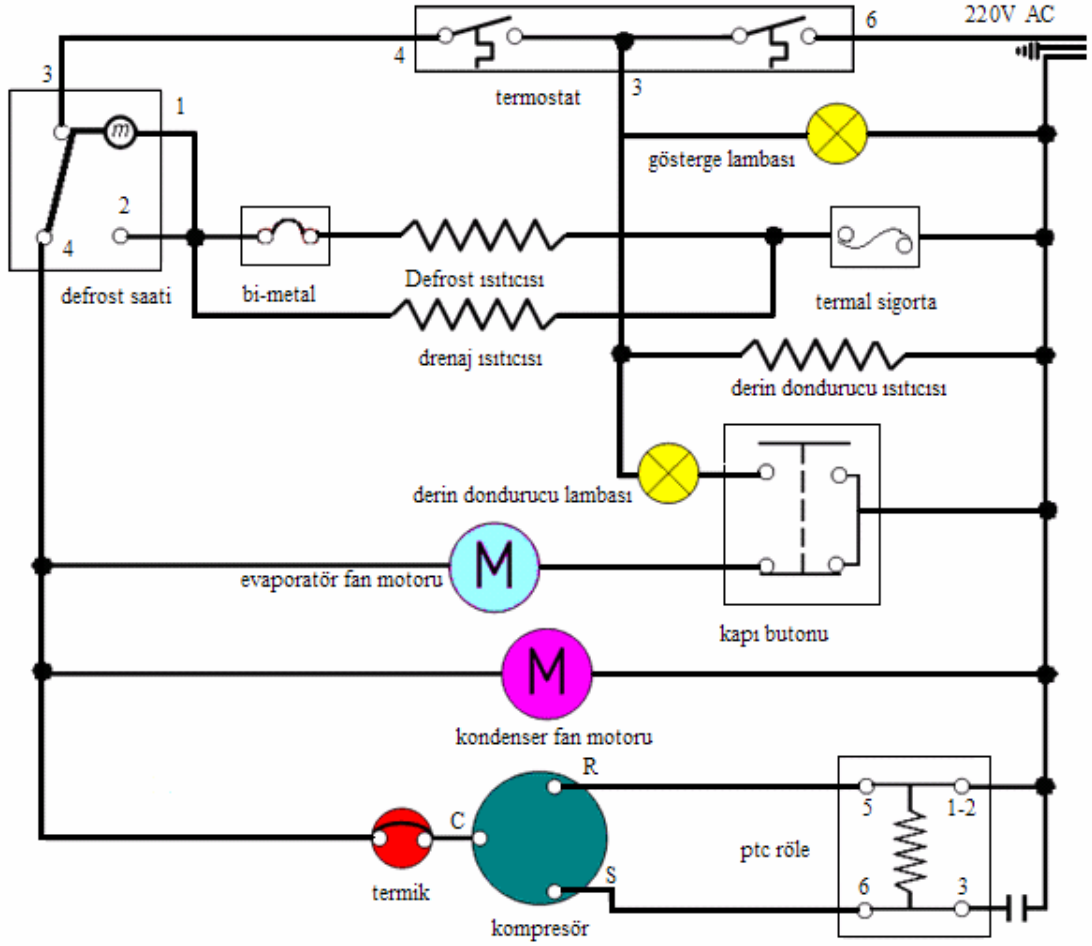 6
220V AC
4
termostat
3
3
1
m
gösterge lambası
2
4
defrost saati
bi-metal
Defrost ısıtıcısı
termal sigorta
drenaj ısıtıcısı
derin dondurucu ısıtıcısı
derin dondurucu lambası
M
evaporatör fan motoru
kapı butonu
M
kondenser fan motoru
R
5
1-2
C
ptc röle
S
6
3
termik
kompresör